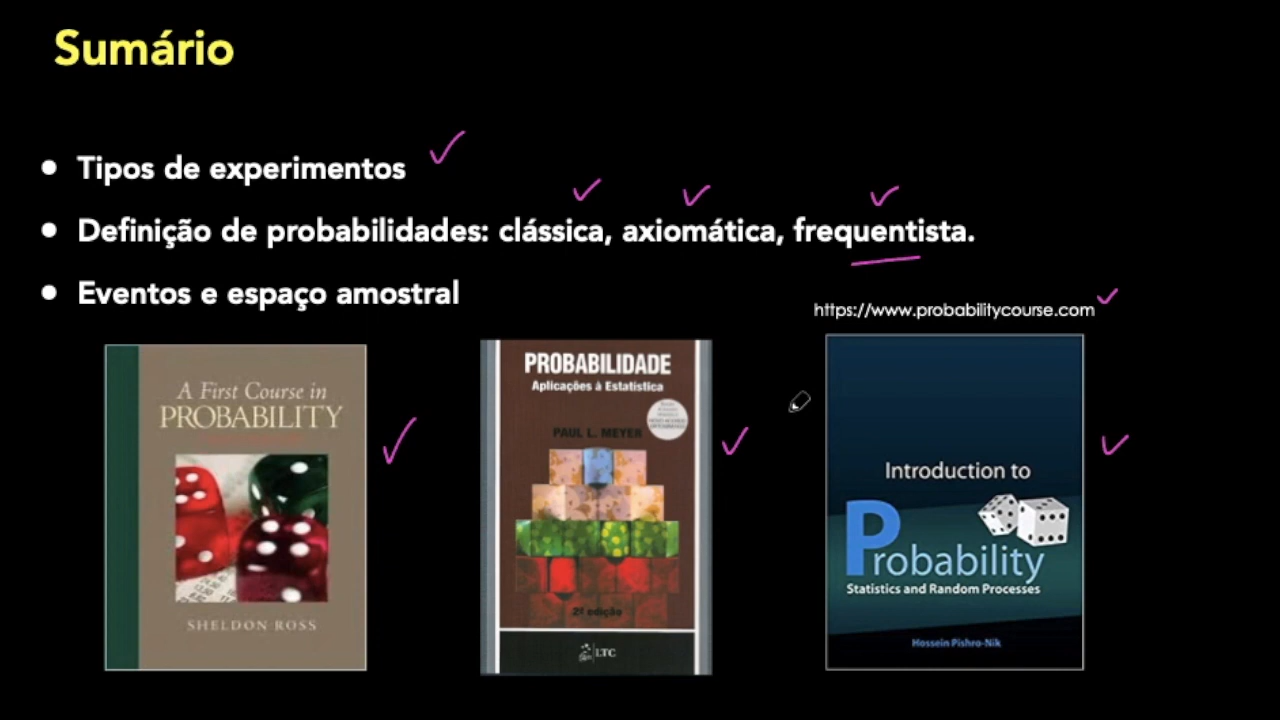 Sumário
• Tipos de experimentos
• Definição de probabilidades: clássica, axiomática, frequentista.
• Eventos e espaço amostral
https://www.probabilitycourse.com
A First Course in
PROBABILITY
SHELDON ROSS
PROBABILIDADE
Aplicações à Estatística
PAUL L. MEYER
2ª edição
LTC
Introduction to
Probability
Statistics and Random Processes
Hossein Pishro-Nik